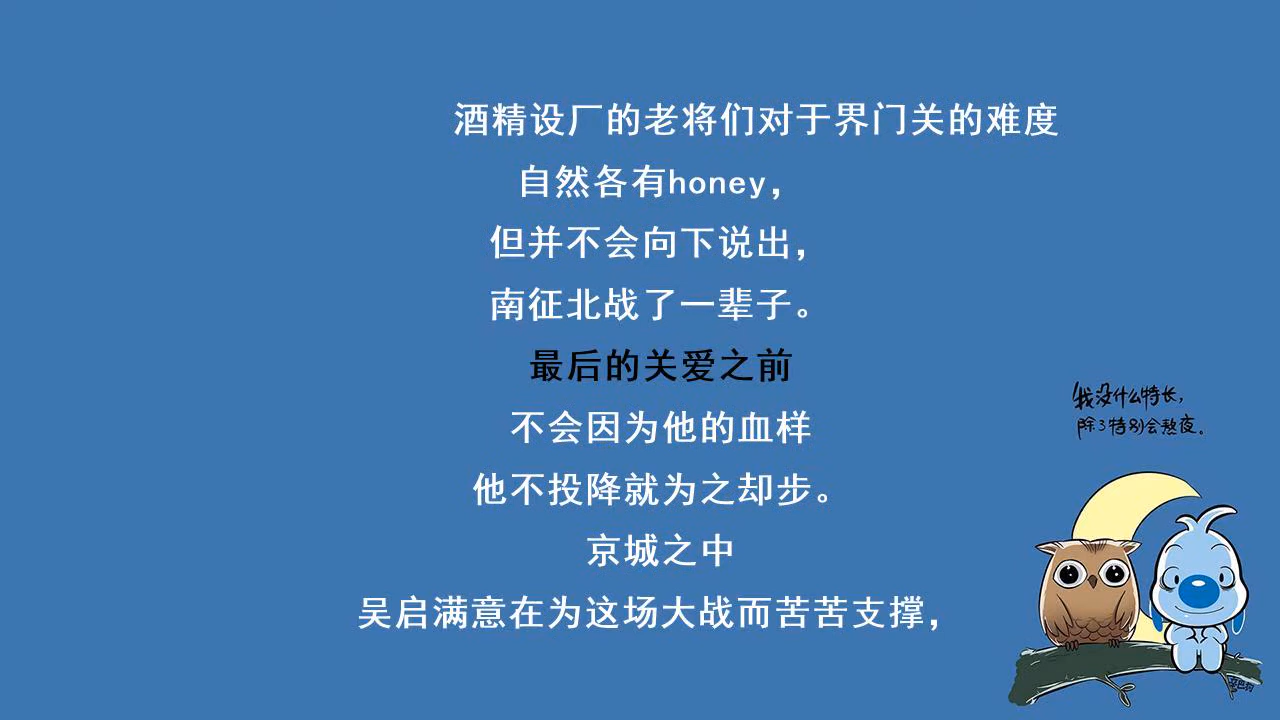 酒精设厂的老将们对于界门关的难度
自然各有honey，
但并不会向下说出，
南征北战了一辈子。
最后的关爱之前
不会因为他的血样
他不投降就为之却步。
京城之中
吴启满意在为这场大战而苦苦支撑，
我没什么特长，
除了特别会熬夜。